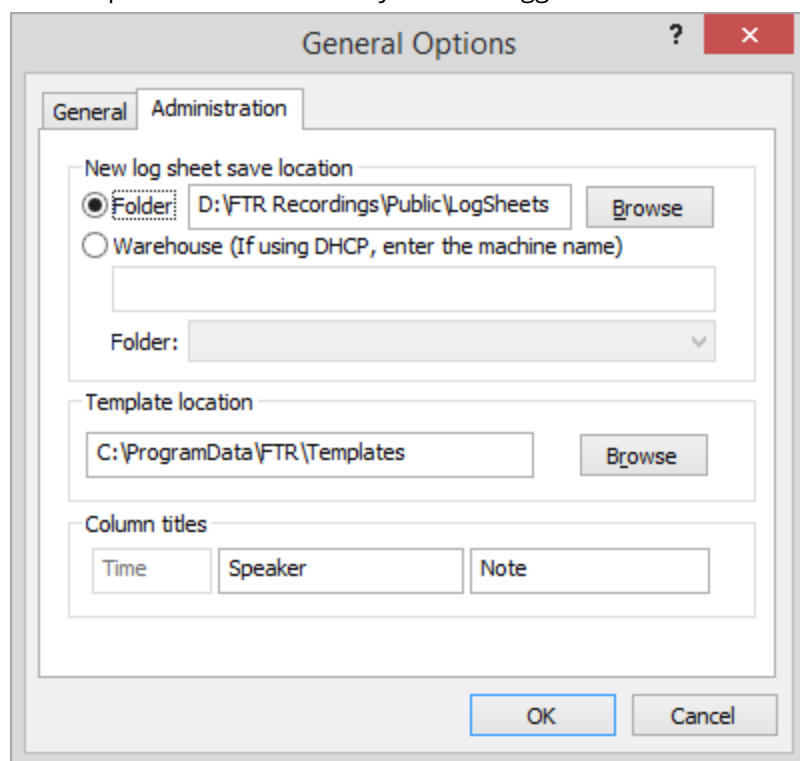 General Options
?
×
General
Administration
New log sheet save location
Folder
D:\FTR Recordings\Public\LogSheets
Browse
Warehouse (If using DHCP, enter the machine name)
Folder:
Template location
C:\ProgramData\FTR\Templates
Browse
Column titles
Time
Speaker
Note
OK
Cancel